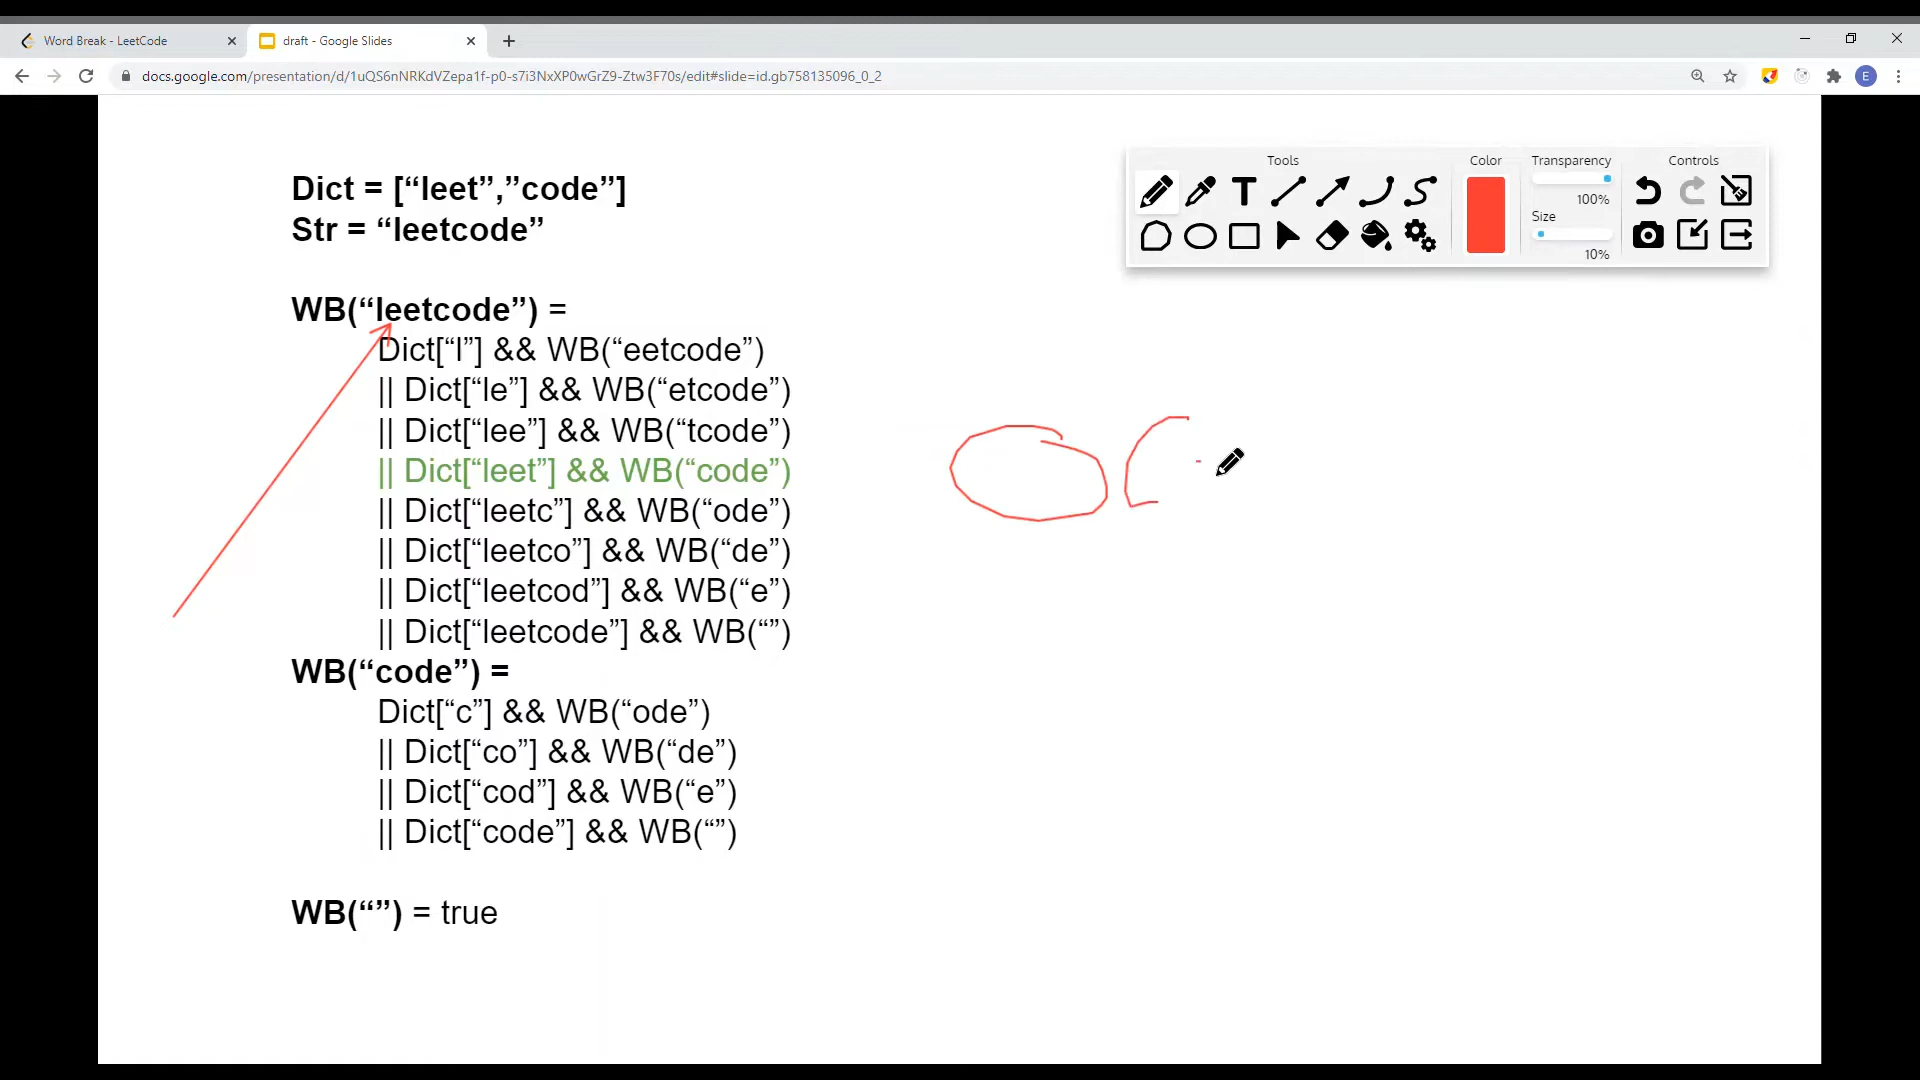 Word Break - LeetCode
draft - Google Slides
docs.google.com/presentation/d/1uQS6nNRKdVZepa1f-p0-s7i3NxXP0wGrZ9-Ztw3F70s/edit#slide=id.gb758135096_0_2
E
Tools
Color
Transparency
100%
Size
10%
Controls
T
Dict = [“leet”,”code”]
Str = “leetcode”
WB(“leetcode”) =
Dict[“l”] && WB(“eetcode”)
|| Dict[“le”] && WB(“etcode”)
|| Dict[“lee”] && WB(“tcode”)
|| Dict[“leet”] && WB(“code”)
|| Dict[“leetc”] && WB(“ode”)
|| Dict[“leetco”] && WB(“de”)
|| Dict[“leetcod”] && WB(“e”)
|| Dict[“leetcode”] && WB(“”)
WB(“code”) =
Dict[“c”] && WB(“ode”)
|| Dict[“co”] && WB(“de”)
|| Dict[“cod”] && WB(“e”)
|| Dict[“code”] && WB(“”)
WB(“”) = true